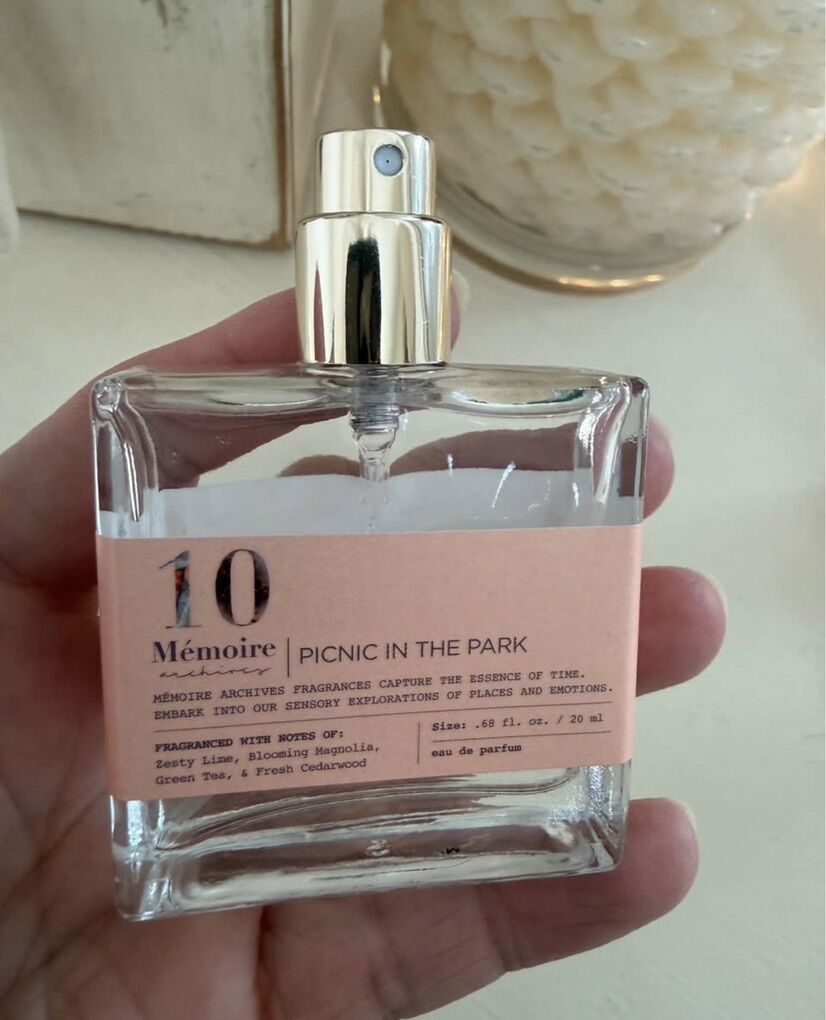 10
Mémoire
archives
PICNIC IN THE PARK
MÉMOIRE ARCHIVES FRAGRANCES CAPTURE THE ESSENCE OF TIME.
EMBARK INTO OUR SENSORY EXPLORATIONS OF PLACES AND EMOTIONS.
FRAGRANCED WITH NOTES OF:
Zesty Lime, Blooming Magnolia,
Green Tea, & Fresh Cedarwood
Size: .68 fl. oz. / 20 ml
eau de parfum